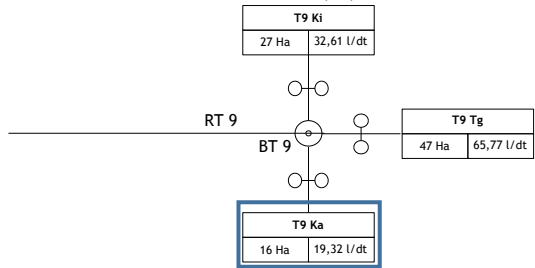 T9 Ki
27 Ha 32,61 l/dt
RT 9
BT 9
T9 Tg
47 Ha 65,77 l/dt
T9 Ka
16 Ha 19,32 l/dt